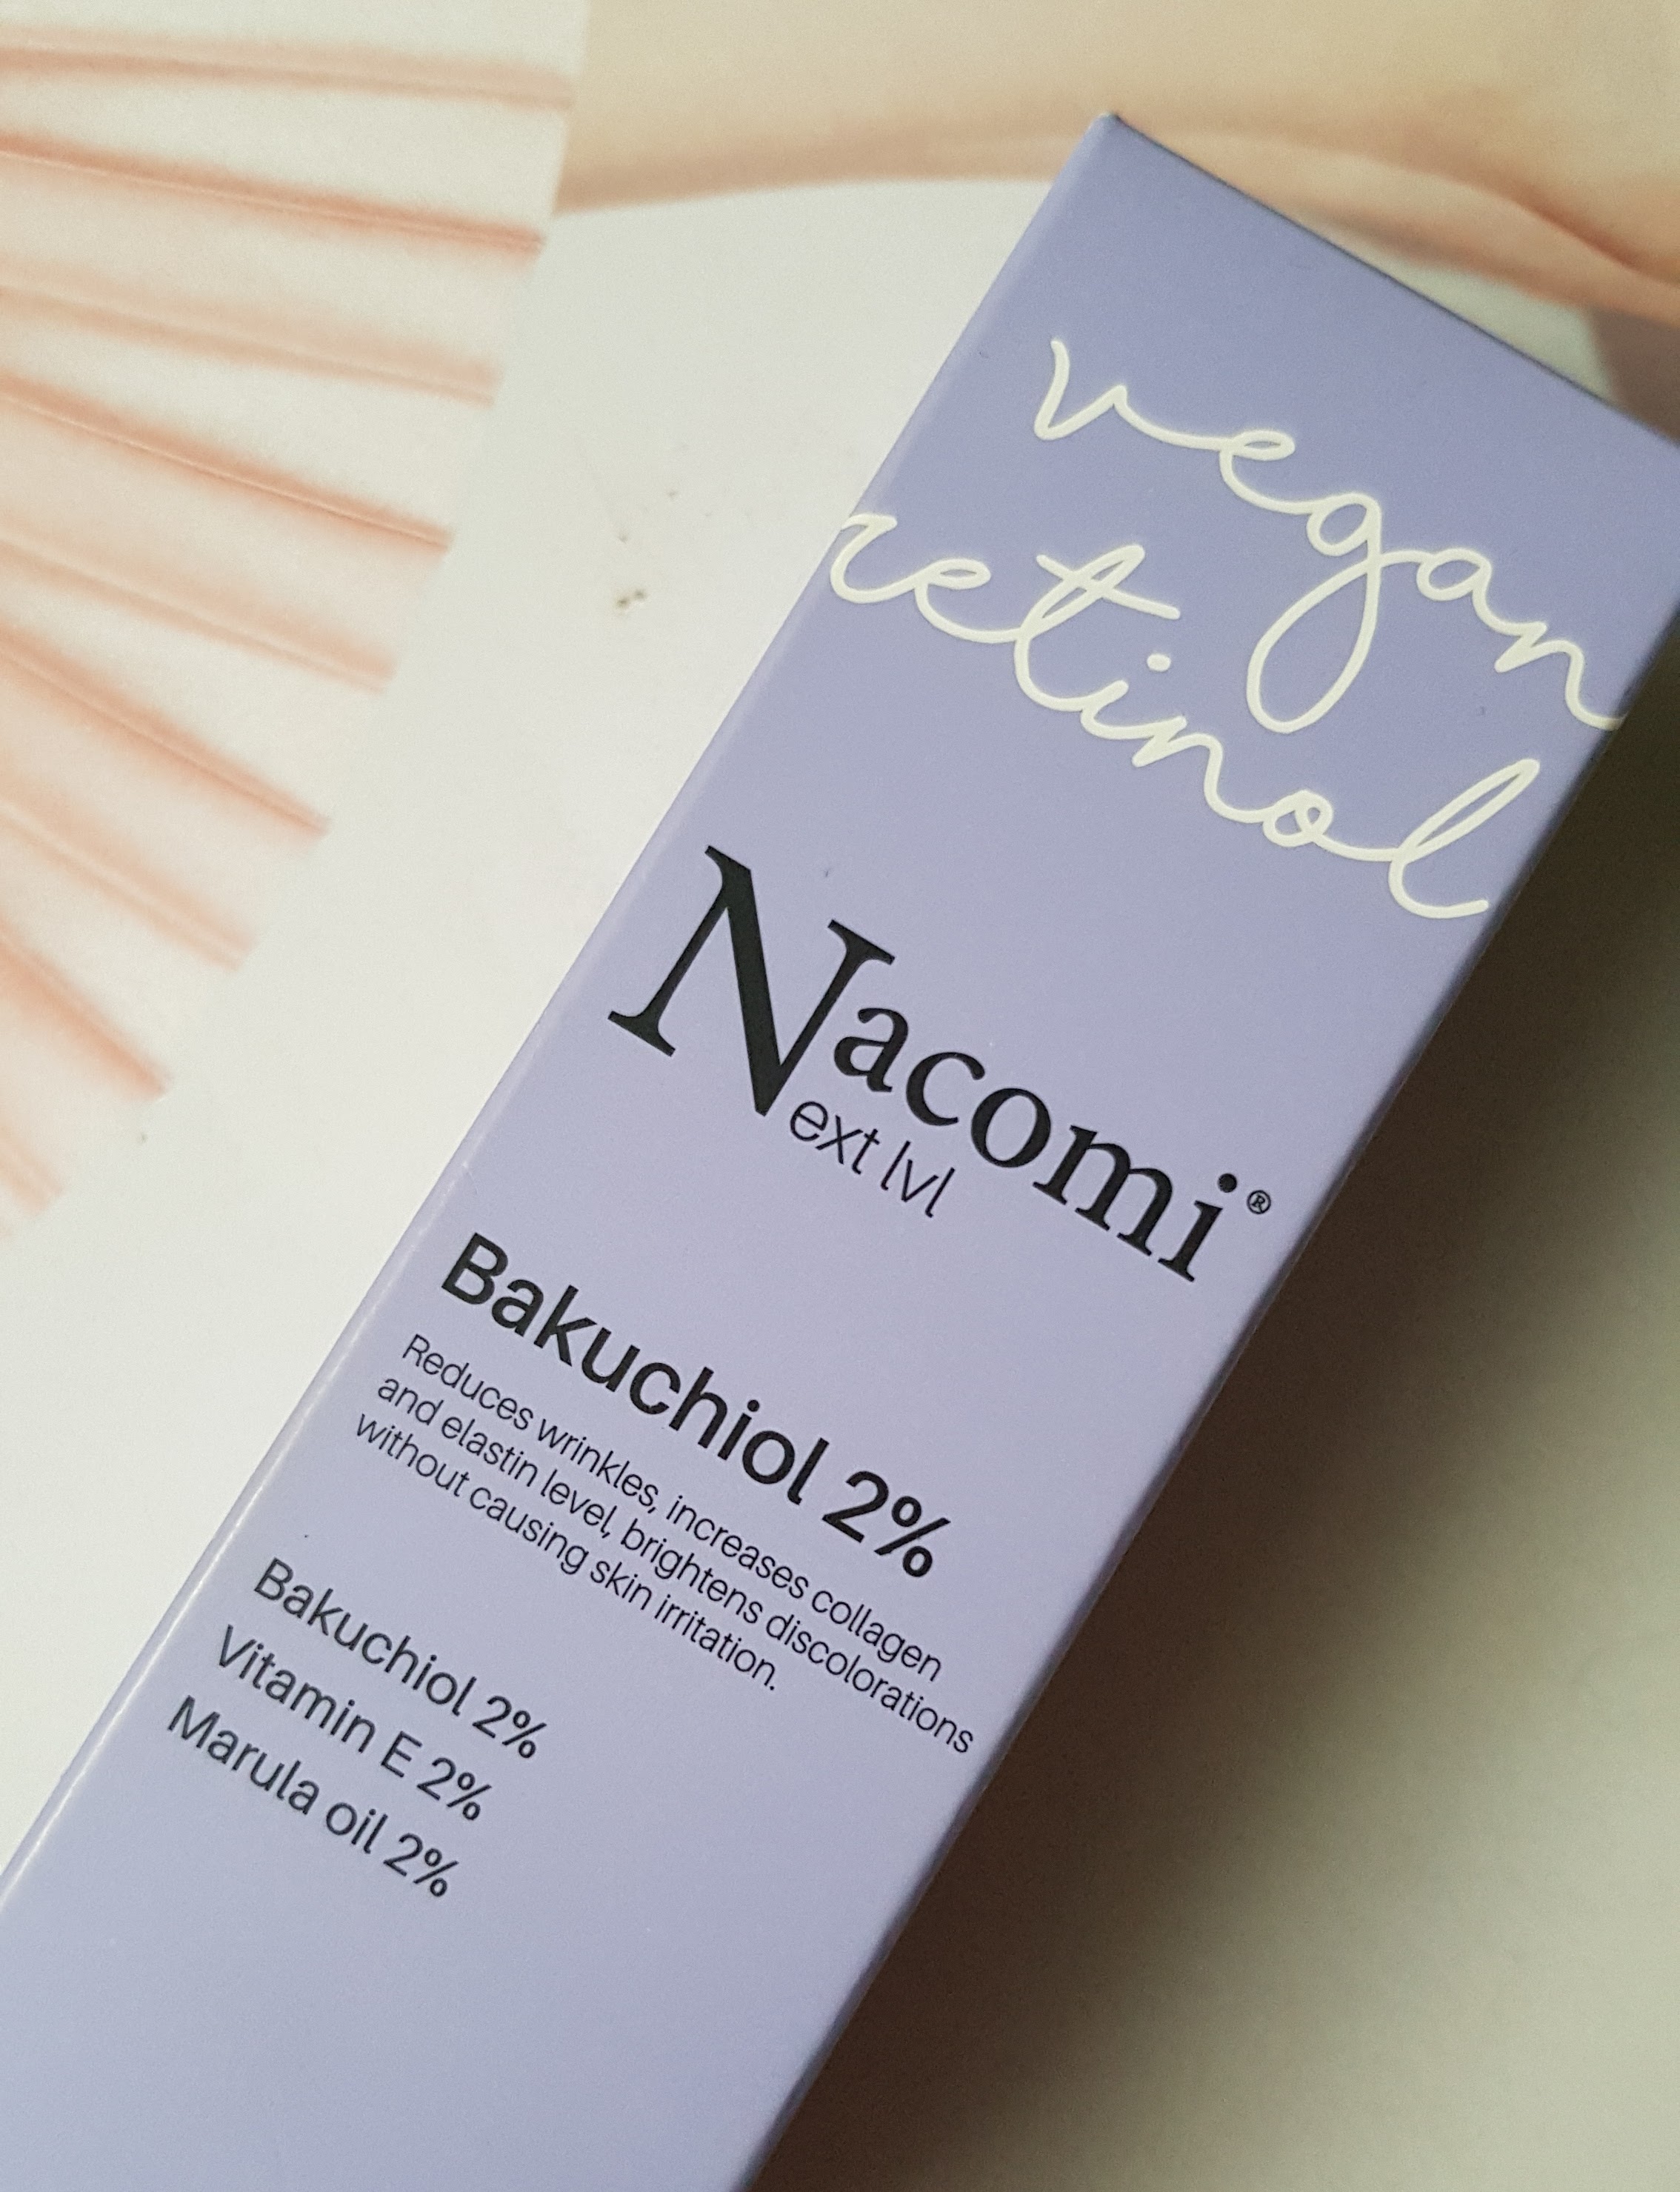 vegan
retinol
Nacomi®
Next lvl
Bakuchiol 2%
Reduces wrinkles, increases collagen
and elastin level, brightens discolorations
without causing skin irritation.
Bakuchiol 2%
Vitamin E 2%
Marula oil 2%